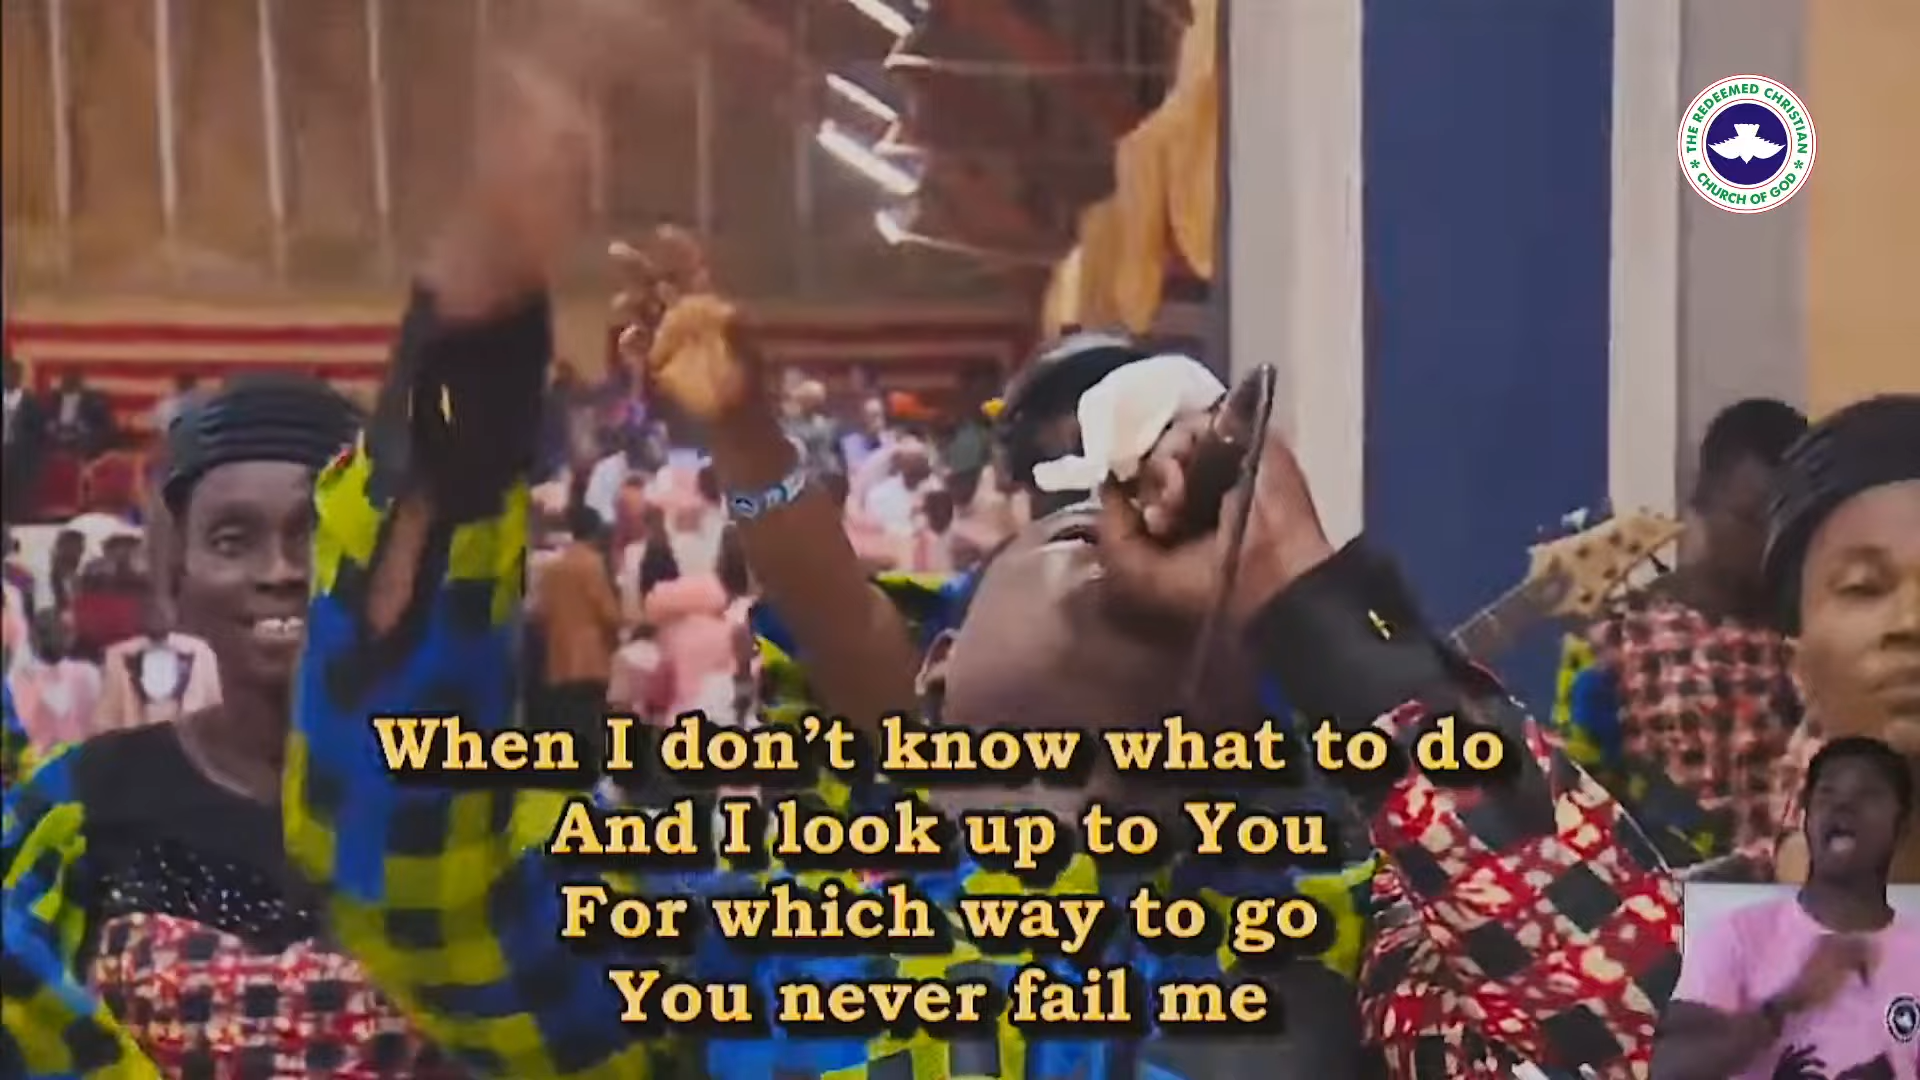 THE REDEEMED CHRISTIAN
CHURCH OF GOD
When I don’t know what to do
And I look up to You
For which way to go
You never fail me